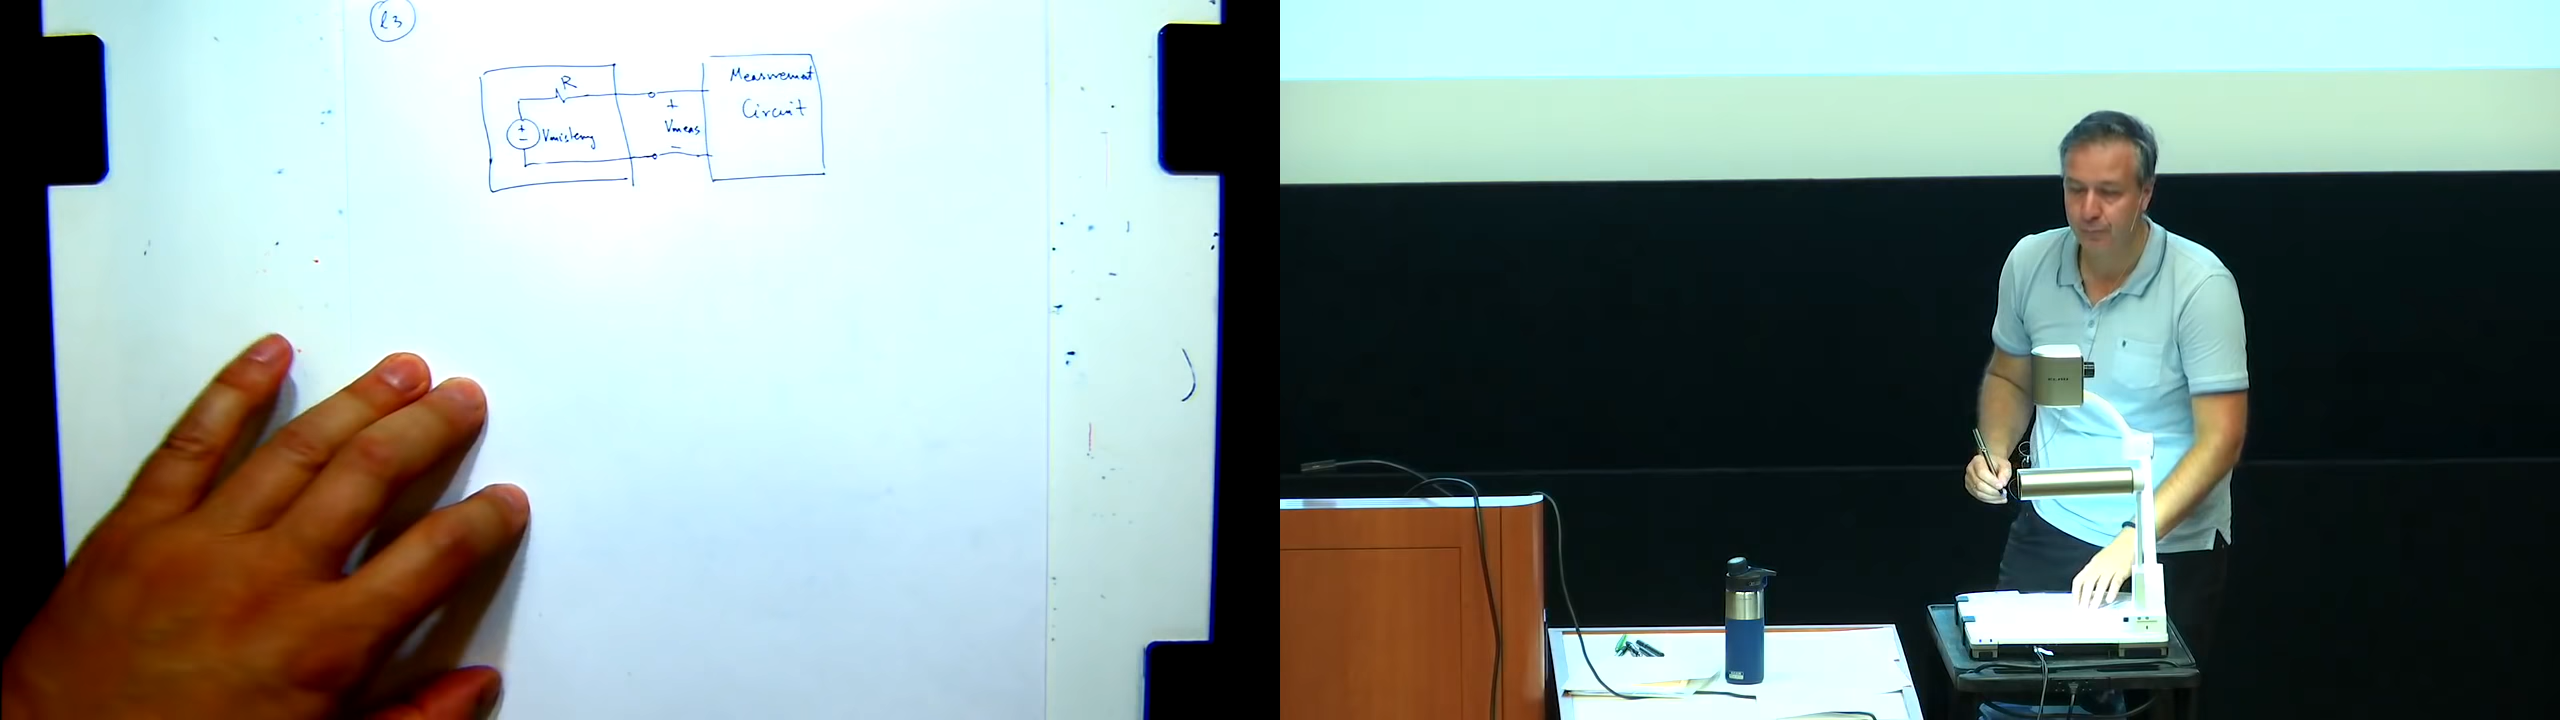 l3
R
Measurement
Circuit
+
+
-
Vmistery
Vmeas
-